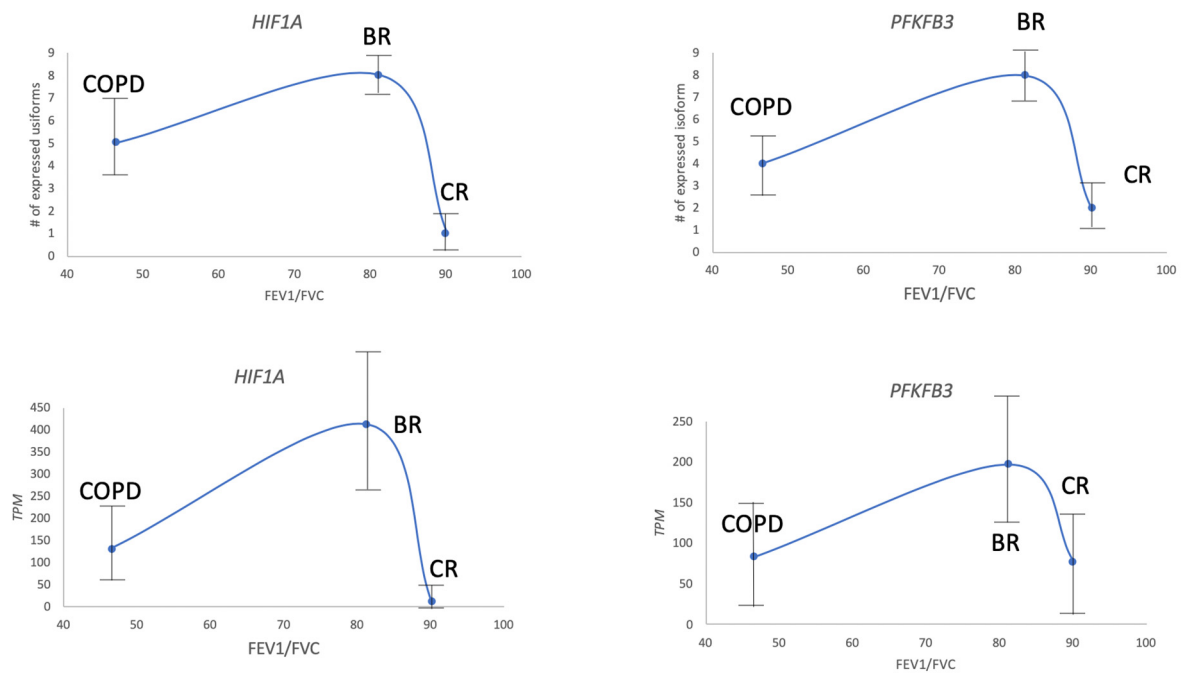 HIF1A
BR
COPD
CR
# of expressed usiforms
9
8
7
6
5
4
3
2
1
0
40 50 60 70 80 90 100
FEV1/FVC
PFKFB3
BR
COPD
CR
# of expressed isoform
9
8
7
6
5
4
3
2
1
0
40 50 60 70 80 90 100
FEV1/FVC
HIF1A
BR
COPD
CR
TPM
450
400
350
300
250
200
150
100
50
0
40 50 60 70 80 90 100
FEV1/FVC
PFKFB3
CR
COPD
BR
TPM
250
200
150
100
50
0
40 50 60 70 80 90 100
FEV1/FVC